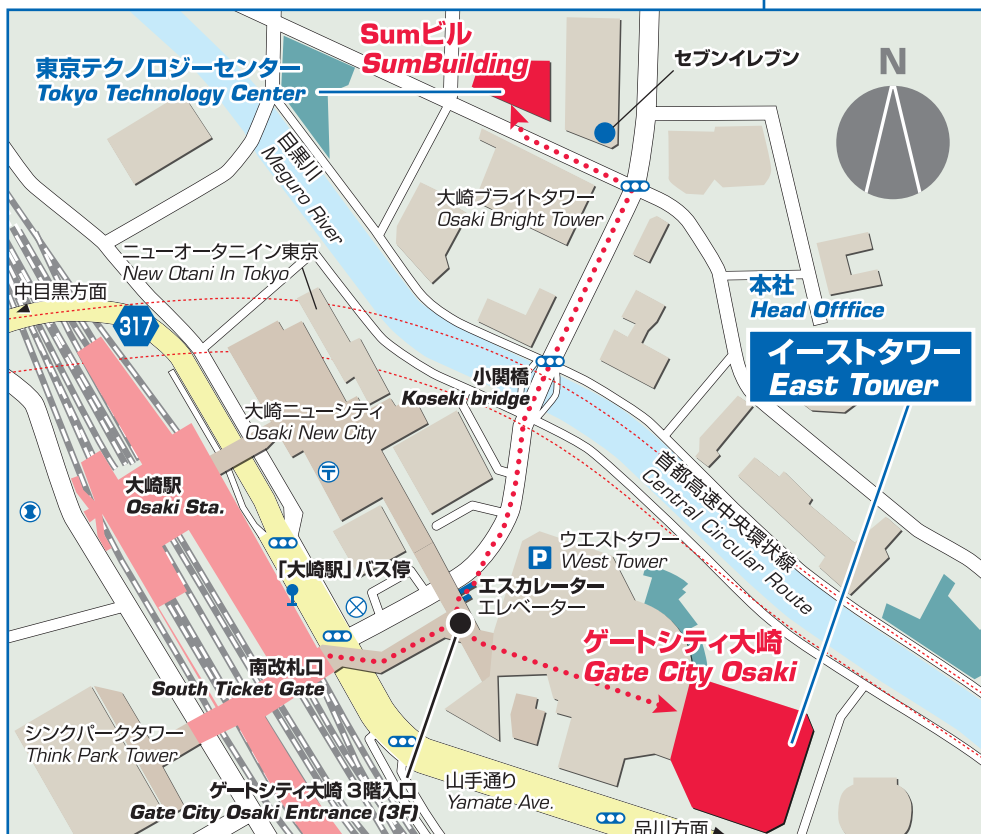 Sumビル
SumBuilding
東京テクノロジーセンター
Tokyo Technology Center
セブンイレブン
N
目黒川
Meguro River
大崎ブライトタワー
Osaki Bright Tower
ニューオータニイン東京
New Otani In Tokyo
中目黒方面
317
本社
Head Offfice
イーストタワー
East Tower
小関橋
Koseki bridge
大崎ニューシティ
Osaki New City
〒
首都高速中央環状線
Central Circular Route
大崎駅
Osaki Sta.
ウエストタワー
West Tower
P
「大崎駅」バス停
エスカレーター
エレベーター
ゲートシティ大崎
Gate City Osaki
南改札口
South Ticket Gate
シンクパークタワー
Think Park Tower
ゲートシティ大崎 3階入口
Gate City Osaki Entrance (3F)
山手通り
Yamate Ave.
品川方面